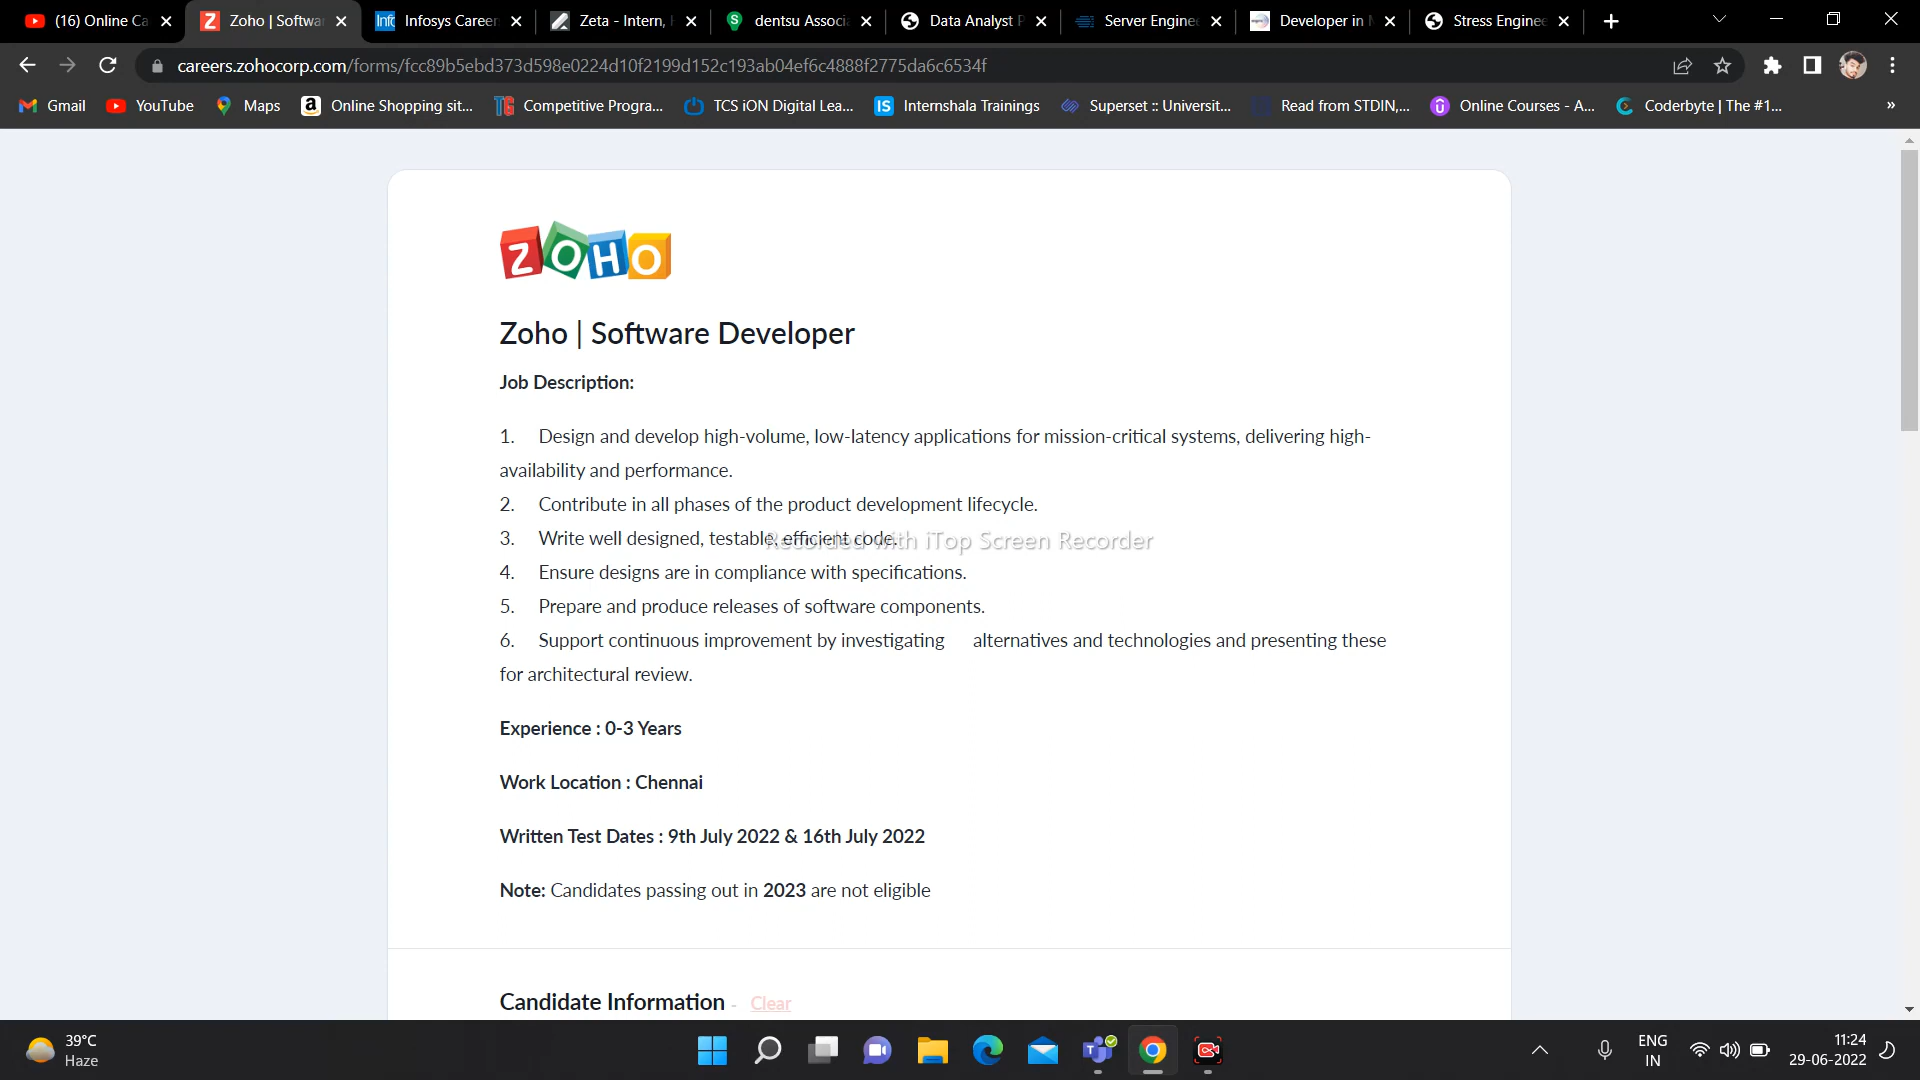 (16) Online Ca
Zoho | Softwar
Infosys Career
Zeta - Intern,
dentsu Associ
Data Analyst
Server Engine
Developer in
Stress Enginee
careers.zohocorp.com/forms/fcc89b5ebd373d598e0224d10f2199d152c193ab04ef6c4888f2775da6c6534f
Gmail
YouTube
Maps
Online Shopping sit...
Competitive Progra...
TCS iON Digital Lea...
Internshala Trainings
Superset :: Universit...
Read from STDIN,...
Online Courses - A...
Coderbyte | The #1...
»
ZOHO
Zoho | Software Developer
Job Description:
1. Design and develop high-volume, low-latency applications for mission-critical systems, delivering high-
availability and performance.
2. Contribute in all phases of the product development lifecycle.
3. Write well designed, testable, efficient code.
Recorded with iTop Screen Recorder
4. Ensure designs are in compliance with specifications.
5. Prepare and produce releases of software components.
6. Support continuous improvement by investigating alternatives and technologies and presenting these
for architectural review.
Experience : 0-3 Years
Work Location : Chennai
Written Test Dates : 9th July 2022 & 16th July 2022
Note: Candidates passing out in 2023 are not eligible
Candidate Information - Clear
39°C
Haze
ENG
IN
11:24
29-06-2022